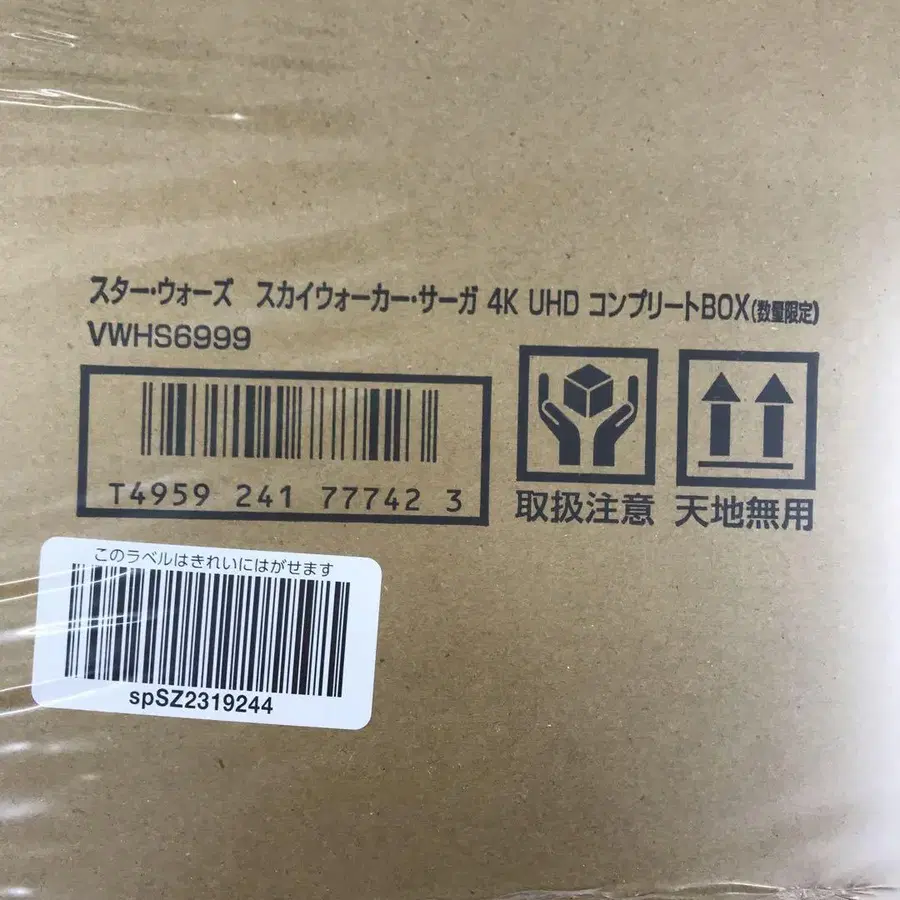 スター・ウォーズ スカイウォーカー・サーガ 4K UHD コンプリートBOX(数量限定)
VWHS6999
T4959 241 77742 3
取扱注意 天地無用
このラベルはきれいにはがせます
spSZ2319244